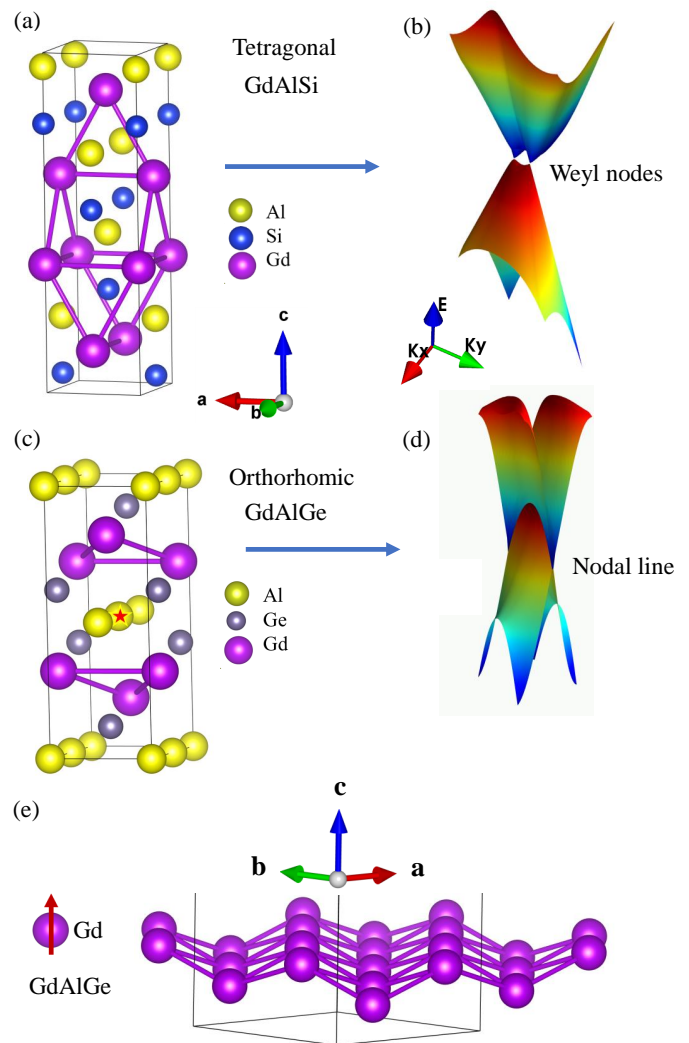 (a)
Tetragonal
GdAlSi
(b)
Weyl nodes
Al
Si
Gd
c
a
b
E
Kx
Ky
(c)
Orthorhomic
GdAlGe
(d)
Nodal line
Al
Ge
Gd
(e)
c
b
a
Gd
GdAlGe